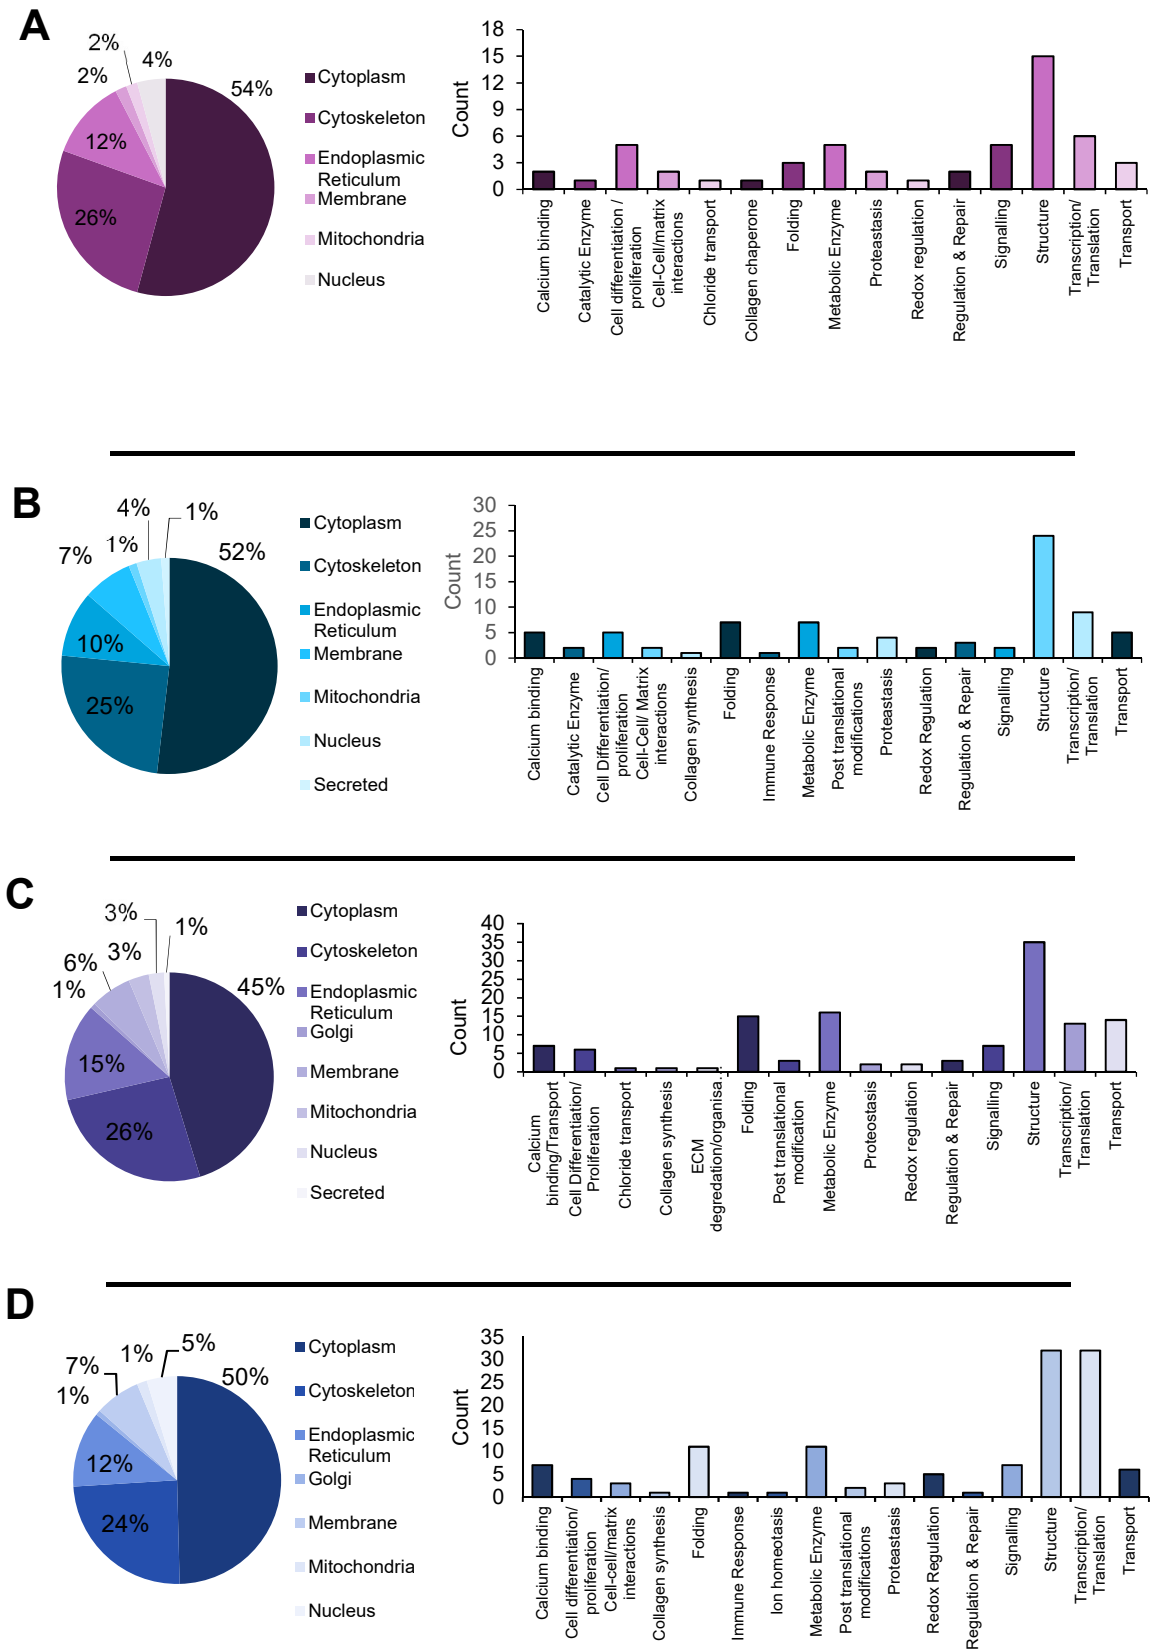 A
2%
4%
2%
54%
12%
26%
Cytoplasm
Cytoskeleton
Endoplasmic
Reticulum
Membrane
Mitochondria
Nucleus
Count
18
15
12
9
6
3
0
Calcium binding
Catalytic Enzyme
Cell differentiation /
proliferation
Cell-Cell/matrix
interactions
Chloride transport
Collagen chaperone
Folding
Metabolic Enzyme
Proteastasis
Redox regulation
Regulation & Repair
Signalling
Structure
Transcription/
Translation
Transport
B
4%
1%
7%
1%
52%
10%
25%
Cytoplasm
Cytoskeleton
Endoplasmic
Reticulum
Membrane
Mitochondria
Nucleus
Secreted
Count
30
25
20
15
10
5
0
Calcium binding
Catalytic Enzyme
Cell Differentiation/
proliferation
Cell-Cell/ Matrix
interactions
Collagen synthesis
Folding
Immune Response
Metabolic Enzyme
Post translational
modifications
Proteastasis
Redox Regulation
Regulation & Repair
Signalling
Structure
Transcription/
Translation
Transport
C
3%
1%
6%
3%
1%
45%
15%
26%
Cytoplasm
Cytoskeleton
Endoplasmic
Reticulum
Golgi
Membrane
Mitochondria
Nucleus
Secreted
Count
40
35
30
25
20
15
10
5
0
Calcium
binding/Transport
Cell Differentiation/
Proliferation
Chloride transport
Collagen synthesis
ECM
degredation/organisa…
Folding
Post translational
modification
Metabolic Enzyme
Proteostasis
Redox regulation
Regulation & Repair
Signalling
Structure
Transcription/
Translation
Transport
D
5%
1%
7%
1%
50%
12%
24%
Cytoplasm
Cytoskeleton
Endoplasmic
Reticulum
Golgi
Membrane
Mitochondria
Nucleus
Count
35
30
25
20
15
10
5
0
Calcium binding
Cell differentiation/
proliferation
Cell-cell/matrix
interactions
Collagen synthesis
Folding
Immune Response
Ion homeotasis
Metabolic Enzyme
Post translational
modifications
Proteastasis
Redox Regulation
Regulation & Repair
Signalling
Structure
Transcription/
Translation
Transport